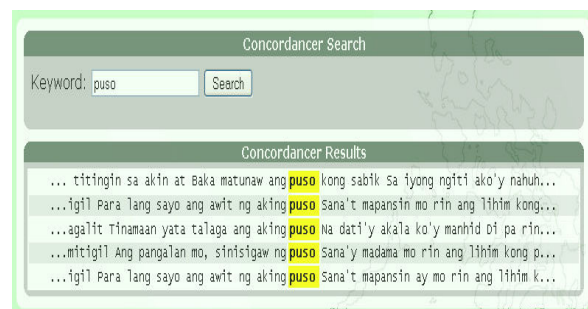 Concordancer Search
Keyword: puso Search
Concordancer Results
... titingin sa akin at Baka matunaw ang puso kong sabik Sa iyong ngiti ako'y nahuh...
...igil Para lang sayo ang awit ng aking puso Sana't mapansin mo rin ang lihim kong...
...agalit Tinamaan yata talaga ang aking puso Na dati'y akala ko'y manhid Di pa rin...
...mitigil Ang pangalan mo, sinisigaw ng puso Sana'y madama mo rin ang lihim kong p...
...igil Para lang sayo ang awit ng aking puso Sana't mapansin ay mo rin ang lihim k...